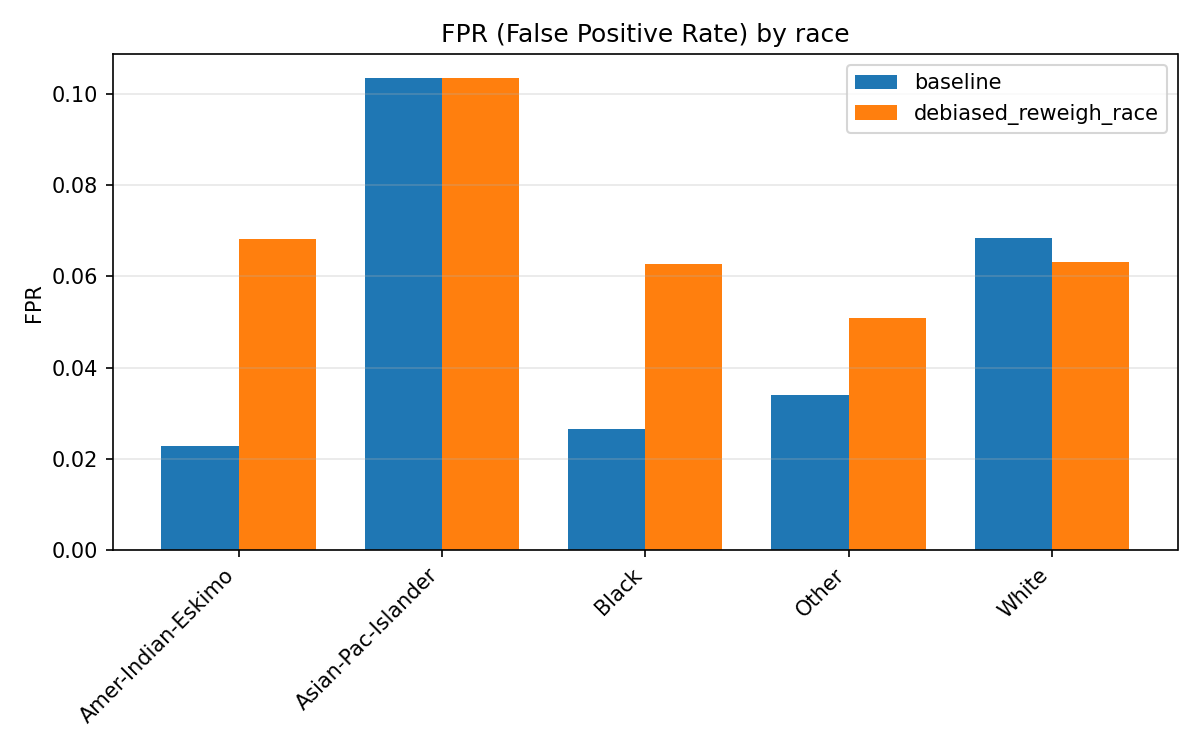 FPR (False Positive Rate) by race
baseline
debiased_reweigh_race
FPR
0.10
0.08
0.06
0.04
0.02
0.00
Amer-Indian-Eskimo
Asian-Pac-Islander
Black
Other
White